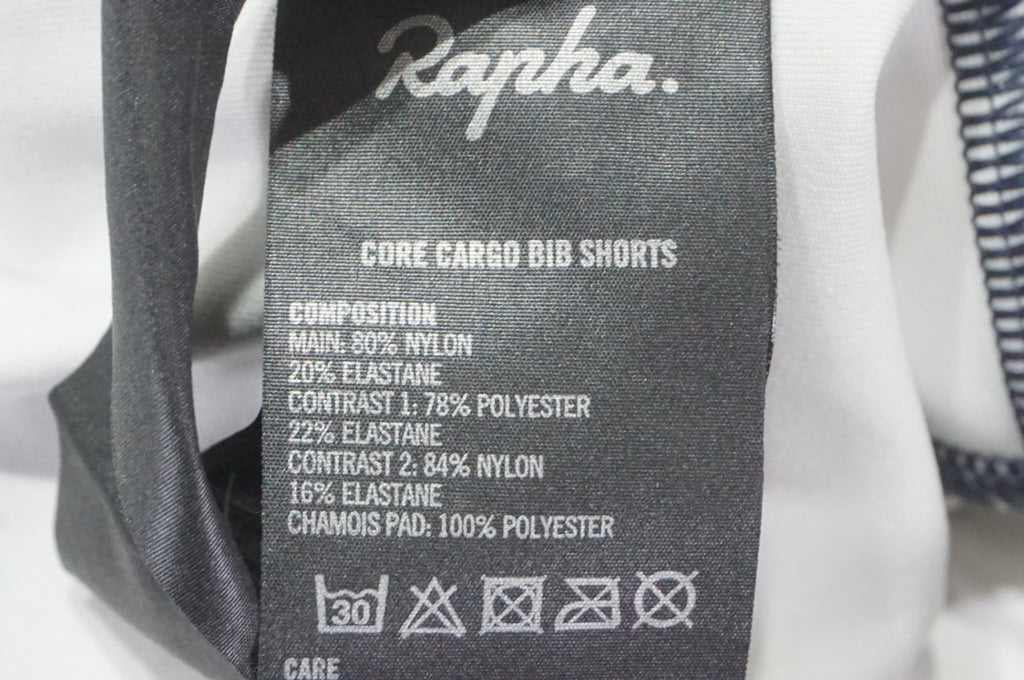 Rapha.
CORE CARGO BIB SHORTS
COMPOSITION
MAIN: 80% NYLON
20% ELASTANE
CONTRAST 1: 78% POLYESTER
22% ELASTANE
CONTRAST 2: 84% NYLON
16% ELASTANE
CHAMOIS PAD: 100% POLYESTER
30
CARE